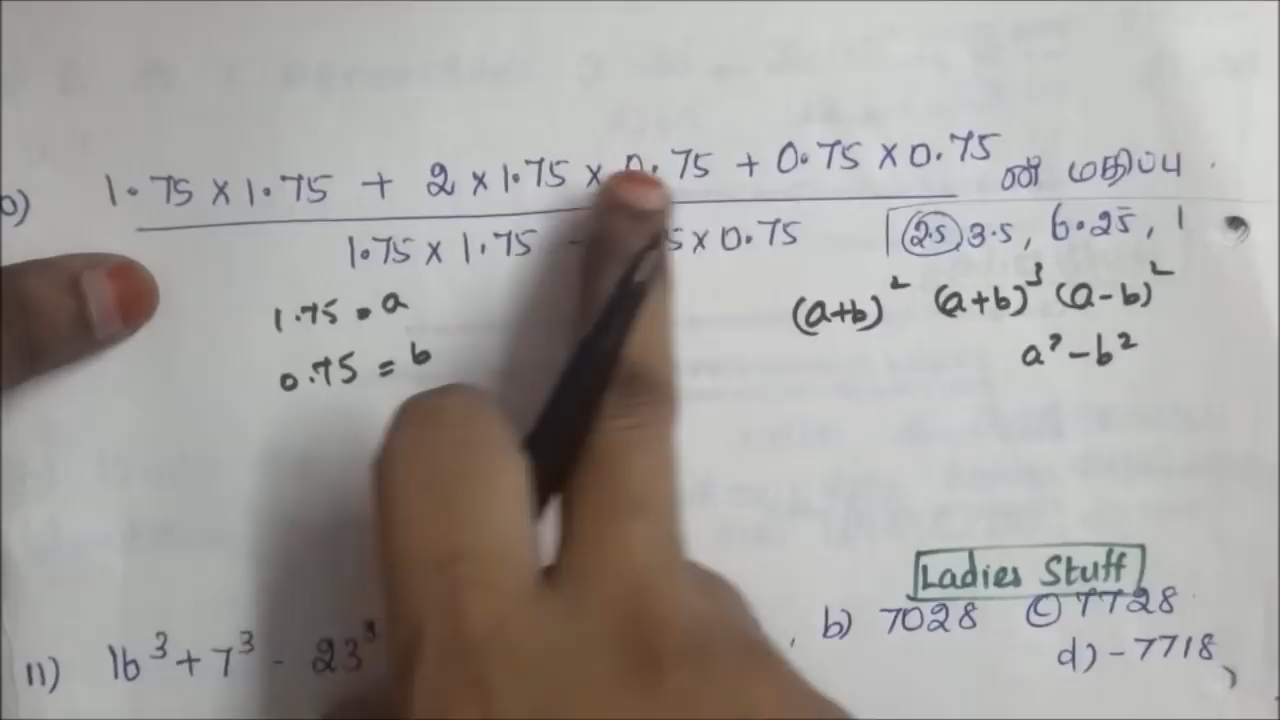 1.75 × 1.75 + 2 × 1.75 × 0.75 + 0.75 × 0.75 ன் மதிப்பு .
1.75 × 1.75 - 5 × 0.75 2.5 3.5, 6.25, 1
1.75 = a (a+b)² (a+b)³ (a-b)²
0.75 = b a² - b²
Ladies Stuff
b) 7028 c 7728
11) 16³ + 7³ - 23³ d) -7718,